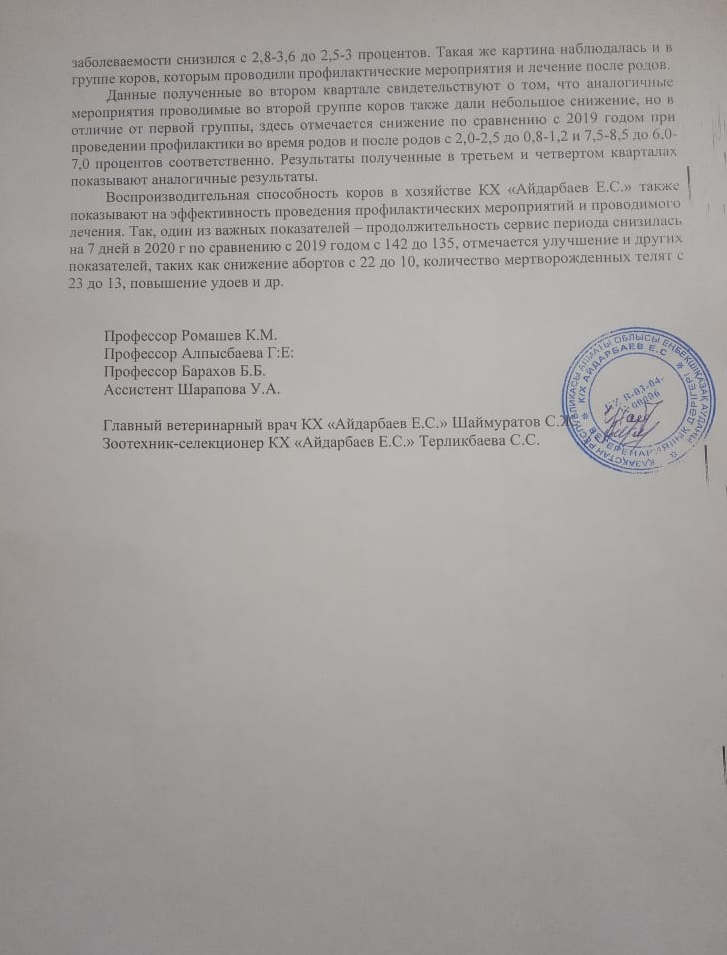 заболеваемости снизился с 2,8-3,6 до 2,5-3 процентов. Такая же картина наблюдалась и в
группе коров, которым проводили профилактические мероприятия и лечение после родов.
Данные полученные во втором квартале свидетельствуют о том, что аналогичные
мероприятия проводимые во второй группе коров также дали небольшое снижение, но в
отличие от первой группы, здесь отмечается снижение по сравнению с 2019 годом при
проведении профилактики во время родов и после родов с 2,0-2,5 до 0,8-1,2 и 7,5-8,5 до 6,0-
7,0 процентов соответственно. Результаты полученные в третьем и четвертом кварталах
показывают аналогичные результаты.
Воспроизводительная способность коров в хозяйстве КХ «Айдарбаев Е.С.» также
показывают на эффективность проведения профилактических мероприятий и проводимого
лечения. Так, один из важных показателей – продолжительность сервис периода снизилась
на 7 дней в 2020 г по сравнению с 2019 годом с 142 до 135, отмечается улучшение и других
показателей, таких как снижение абортов с 22 до 10, количество мертворожденных телят с
23 до 13, повышение удоев и др.
Профессор Ромашев К.М.
Профессор Алпысбаева Г:Е:
Профессор Барахов Б.Б.
Ассистент Шарапова У.А.
Главный ветеринарный врач КХ «Айдарбаев Е.С.» Шаймуратов С.Ж.
Зоотехник-селекционер КХ «Айдарбаев Е.С.» Терликбаева С.С.
ҚАЗАҚСТАН РЕСПУБЛИКАСЫ АЛМАТЫ ОБЛЫСЫ ЕҢБЕКШІҚАЗАҚ АУДАНЫ
К/Х АЙДАРБАЕВ Е.С
ВЕТЕРИНАРИЯЛЫҚ ДӘРІГЕРІ